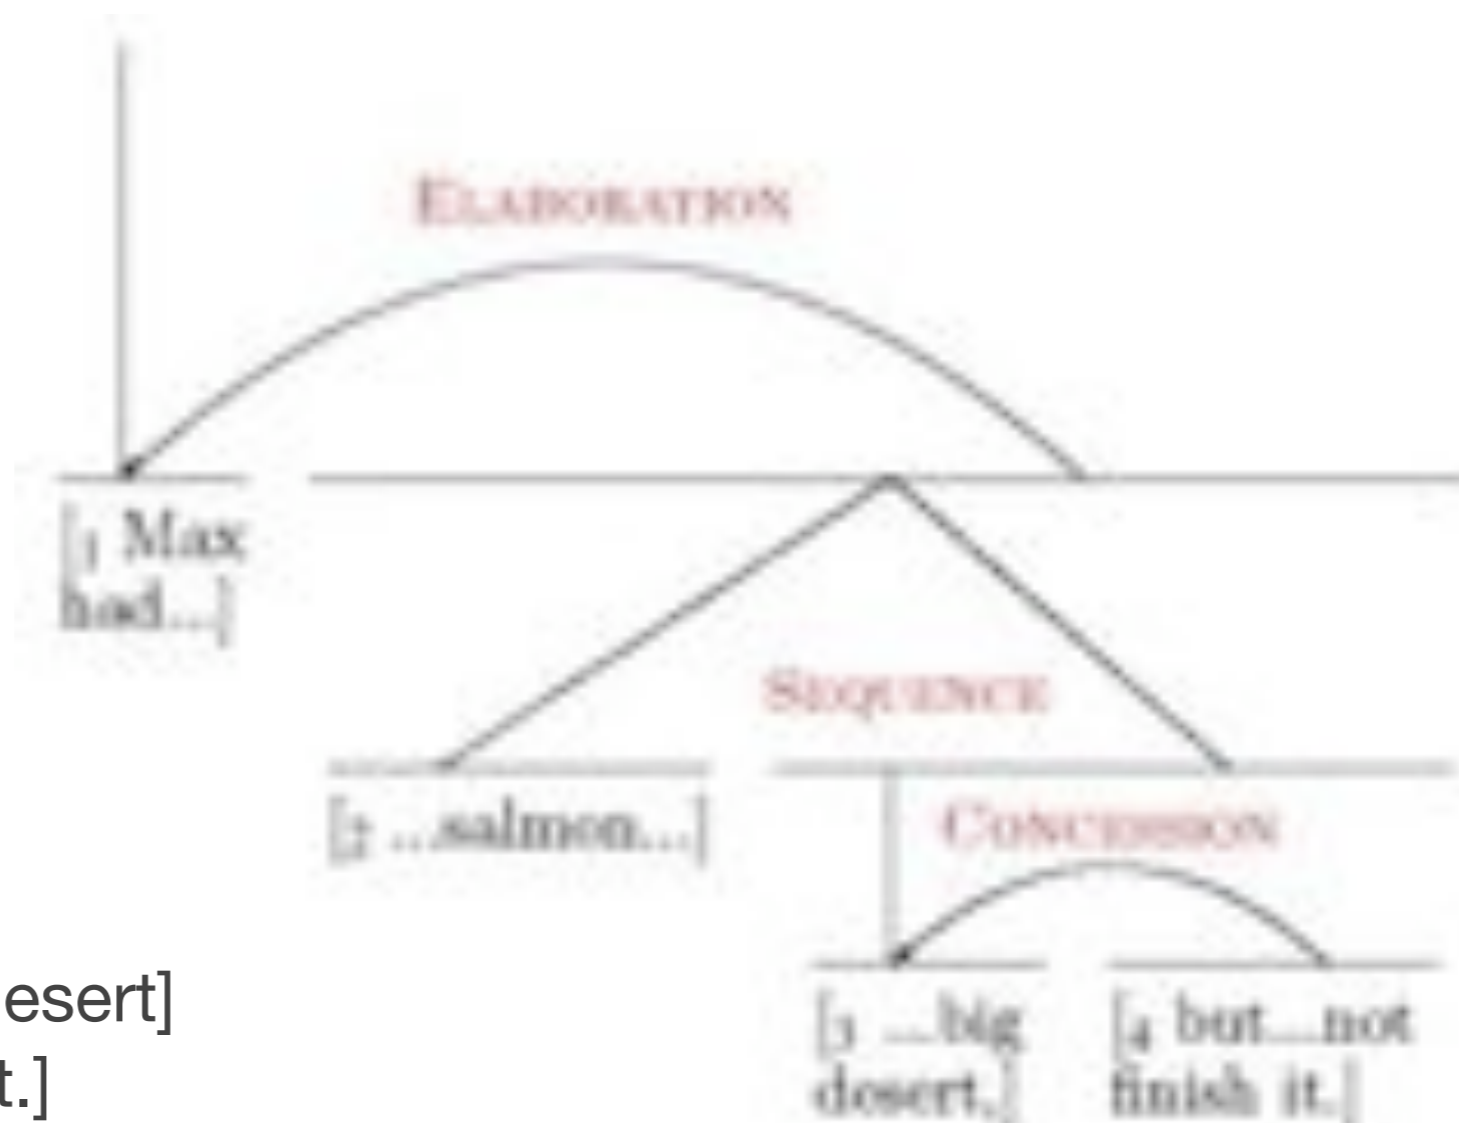 ELABORATION
[1 Max
had...]
SEQUENCE
[2 ...salmon...]
CONCESSION
[3 ...big
desert,]
[4 but...not
finish it.]
esert]
t.]